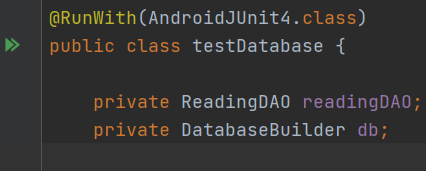 @RunWith(AndroidJUnit4.class)
public class testDatabase {
private ReadingDAO readingDAO;
private DatabaseBuilder db;